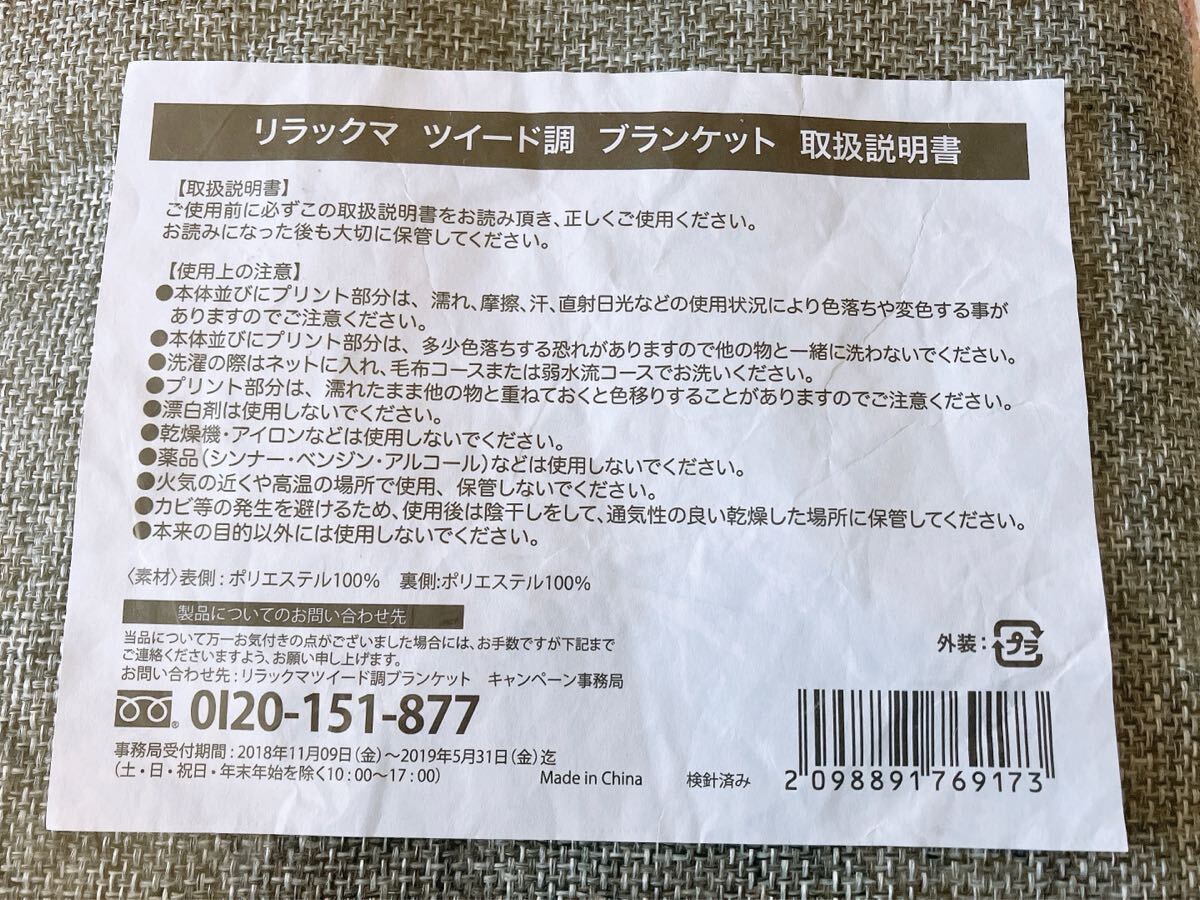 リラックマ ツイード調 ブランケット 取扱説明書
【取扱説明書】
ご使用前に必ずこの取扱説明書をお読み頂き、正しくご使用ください。
お読みになった後も大切に保管してください。
【使用上の注意】
●本体並びにプリント部分は、濡れ、摩擦、汗、直射日光などの使用状況により色落ちや変色する事が
ありますのでご注意ください。
●本体並びにプリント部分は、多少色落ちする恐れがありますので他の物と一緒に洗わないでください。
●洗濯の際はネットに入れ、毛布コースまたは弱水流コースでお洗いください。
●プリント部分は、濡れたまま他の物と重ねておくと色移りすることがありますのでご注意ください。
●漂白剤は使用しないでください。
●乾燥機・アイロンなどは使用しないでください。
●薬品(シンナー・ベンジン・アルコール)などは使用しないでください。
●火気の近くや高温の場所で使用、保管しないでください。
●カビ等の発生を避けるため、使用後は陰干しをして、通気性の良い乾燥した場所に保管してください。
●本来の目的以外には使用しないでください。
〈素材〉表側:ポリエステル100% 裏側:ポリエステル100%
製品についてのお問い合わせ先
当品について万一お気付きの点がございました場合には、お手数ですが下記まで
ご連絡くださいますよう、お願い申し上げます。
お問い合わせ先:リラックマツイード調ブランケット キャンペーン事務局
0120-151-877
事務局受付期間:2018年11月09日(金)〜2019年5月31日(金)迄
(土・日・祝日・年末年始を除く10:00〜17:00)
Made in China
検針済み
外装:プラ
2 098891 769173